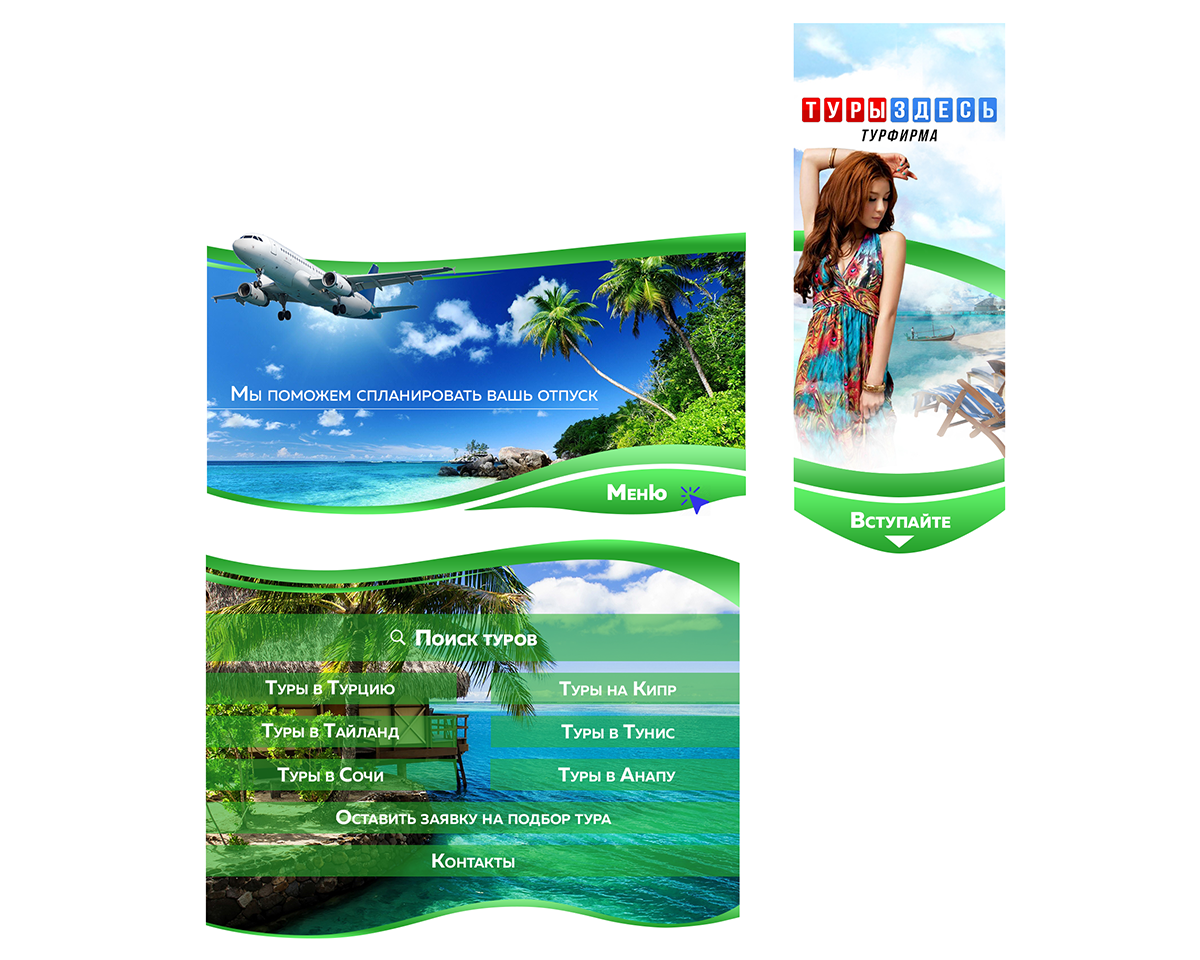 ТУРЫЗДЕСЬ
ТУРФИРМА
Мы поможем спланировать вашь отпуск
Меню
Вступайте
Поиск туров
Туры в Турцию
Туры на Кипр
Туры в Тайланд
Туры в Тунис
Туры в Сочи
Туры в Анапу
Оставить заявку на подбор тура
Контакты